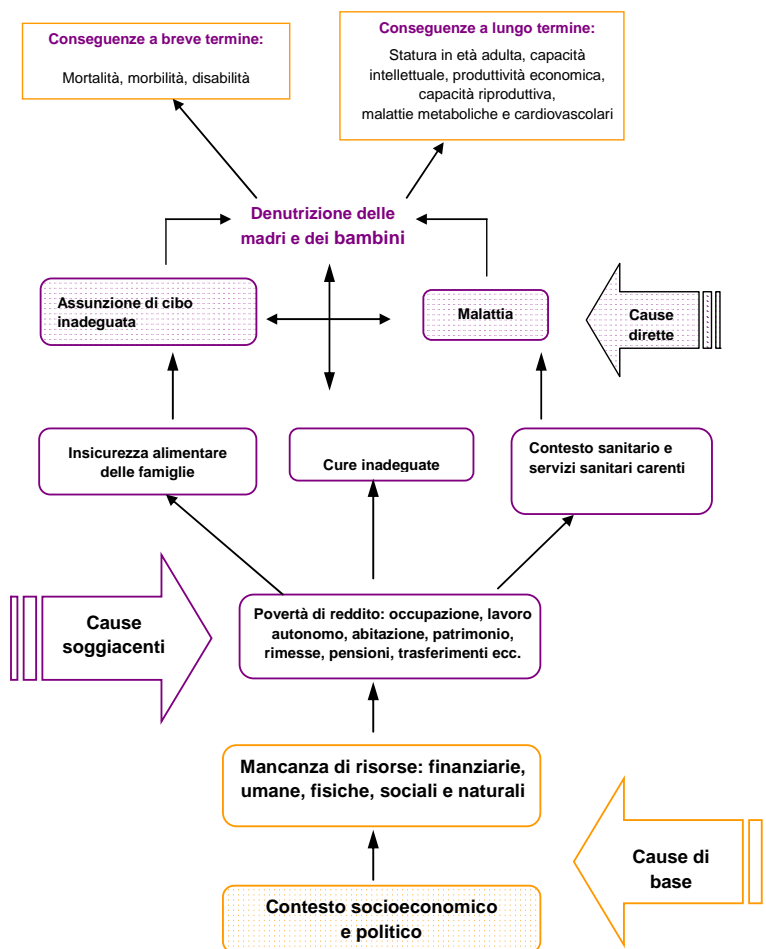 Conseguenze a breve termine:
Mortalità, morbilità, disabilità
Conseguenze a lungo termine:
Statura in età adulta, capacità
intellettuale, produttività economica,
capacità riproduttiva,
malattie metaboliche e cardiovascolari
Denutrizione delle
madri e dei bambini
Assunzione di cibo
inadeguata
Malattia
Cause
dirette
Insicurezza alimentare
delle famiglie
Cure inadeguate
Contesto sanitario e
servizi sanitari carenti
Cause
soggiacenti
Povertà di reddito: occupazione, lavoro
autonomo, abitazione, patrimonio,
rimesse, pensioni, trasferimenti ecc.
Mancanza di risorse: finanziarie,
umane, fisiche, sociali e naturali
Cause di
base
Contesto socioeconomico
e politico